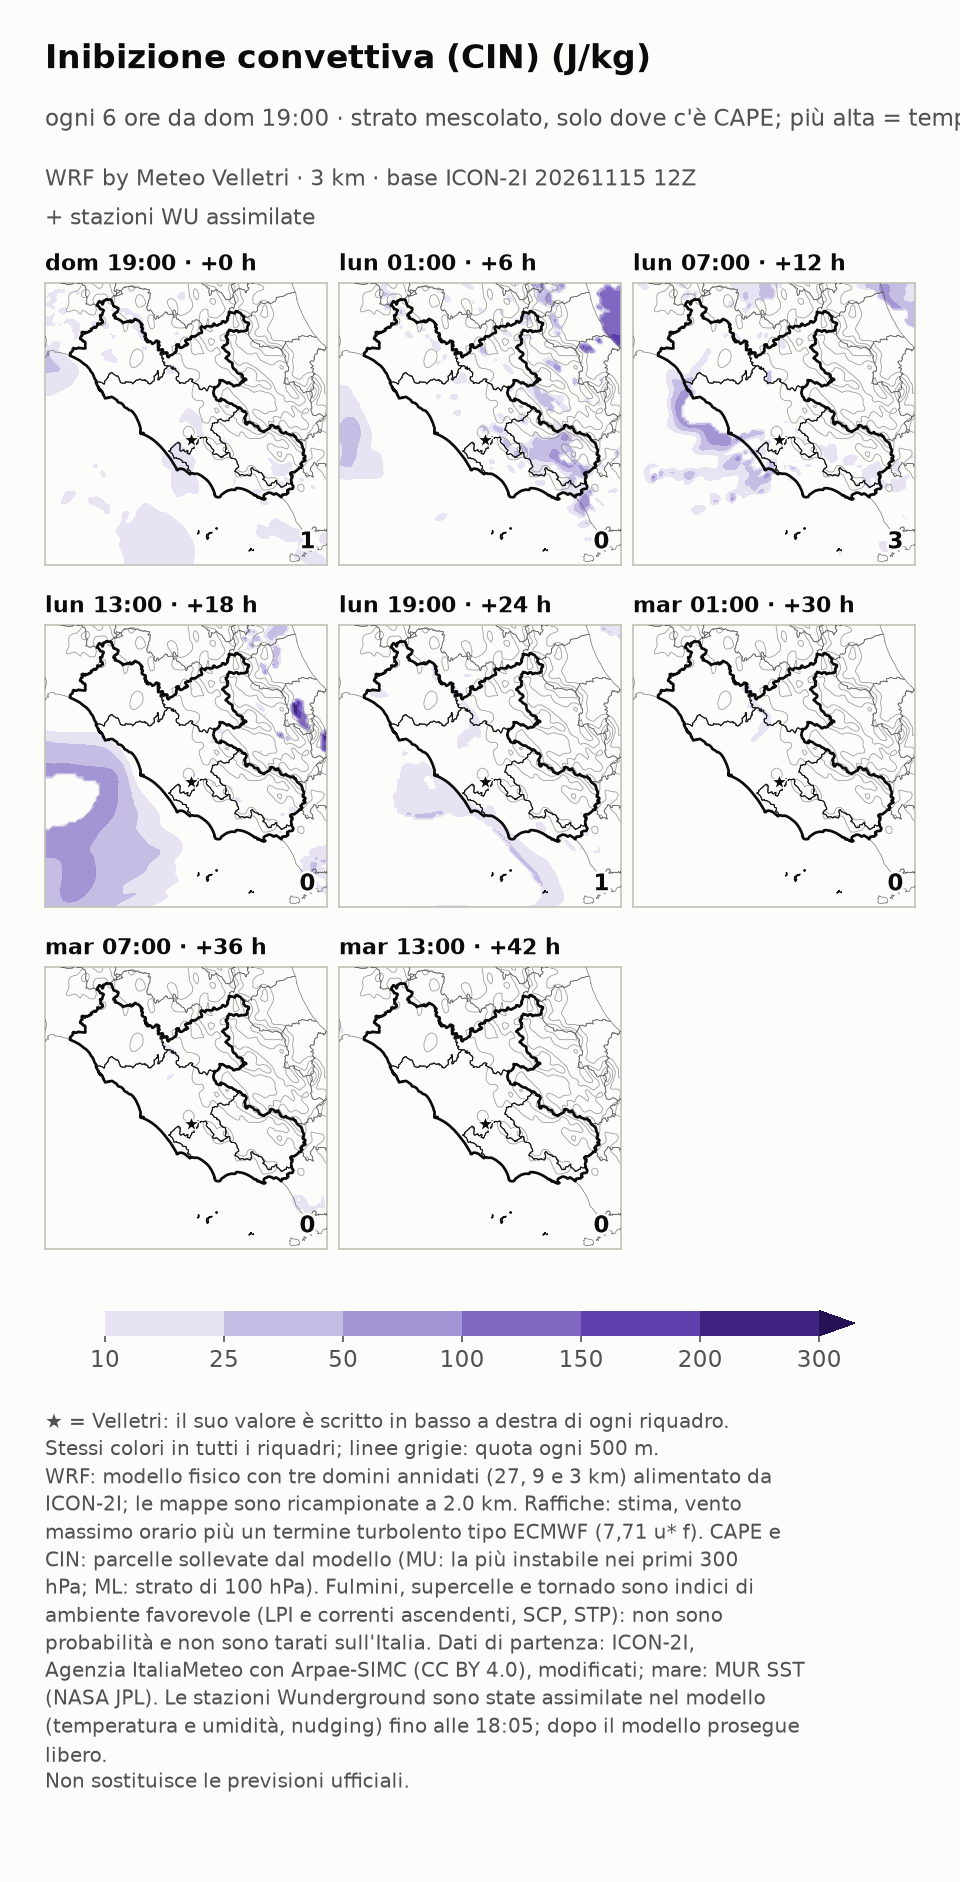 Inibizione convettiva (CIN) (J/kg)
ogni 6 ore da dom 19:00 · strato mescolato, solo dove c'è CAPE; più alta = temp
WRF by Meteo Velletri · 3 km · base ICON-2I 20261115 12Z
+ stazioni WU assimilate
dom 19:00 · +0 h
lun 01:00 · +6 h
lun 07:00 · +12 h
1
0
3
lun 13:00 · +18 h
lun 19:00 · +24 h
mar 01:00 · +30 h
0
1
0
mar 07:00 · +36 h
mar 13:00 · +42 h
0
0
10 25 50 100 150 200 300
★ = Velletri: il suo valore è scritto in basso a destra di ogni riquadro.
Stessi colori in tutti i riquadri; linee grigie: quota ogni 500 m.
WRF: modello fisico con tre domini annidati (27, 9 e 3 km) alimentato da
ICON-2I; le mappe sono ricampionate a 2.0 km. Raffiche: stima, vento
massimo orario più un termine turbolento tipo ECMWF (7,71 u* f). CAPE e
CIN: parcelle sollevate dal modello (MU: la più instabile nei primi 300
hPa; ML: strato di 100 hPa). Fulmini, supercelle e tornado sono indici di
ambiente favorevole (LPI e correnti ascendenti, SCP, STP): non sono
probabilità e non sono tarati sull'Italia. Dati di partenza: ICON-2I,
Agenzia ItaliaMeteo con Arpae-SIMC (CC BY 4.0), modificati; mare: MUR SST
(NASA JPL). Le stazioni Wunderground sono state assimilate nel modello
(temperatura e umidità, nudging) fino alle 18:05; dopo il modello prosegue
libero.
Non sostituisce le previsioni ufficiali.